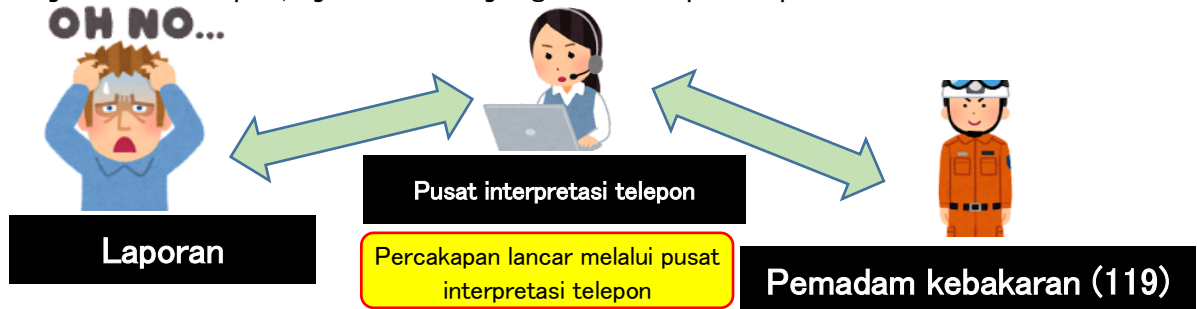 OH NO...
Pusat interpretasi telepon
Laporan
Percakapan lancar melalui pusat
interpretasi telepon
Pemadam kebakaran (119)